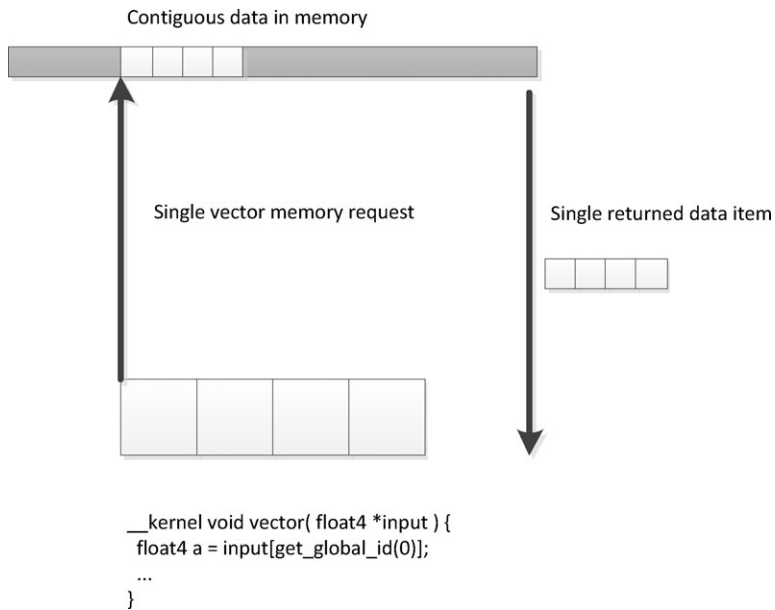 Contiguous data in memory
Single vector memory request
Single returned data item
__kernel void vector( float4 *input ) {
float4 a = input[get_global_id(0)];
...
}